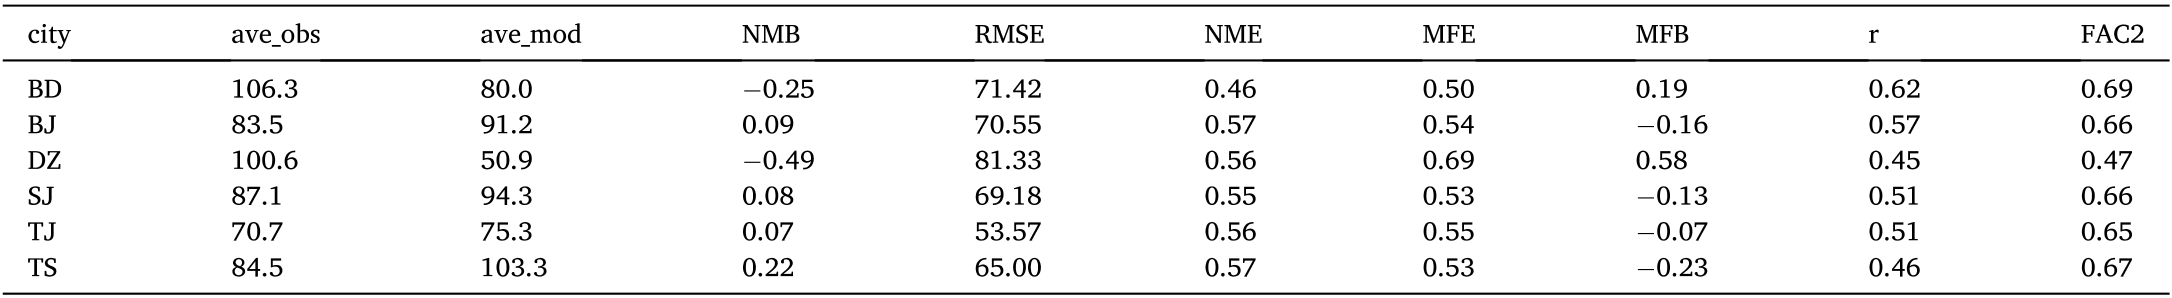 city ave_obs ave_mod NMB RMSE NME MFE MFB r FAC2
BD 106.3 80.0 −0.25 71.42 0.46 0.50 0.19 0.62 0.69
BJ 83.5 91.2 0.09 70.55 0.57 0.54 −0.16 0.57 0.66
DZ 100.6 50.9 −0.49 81.33 0.56 0.69 0.58 0.45 0.47
SJ 87.1 94.3 0.08 69.18 0.55 0.53 −0.13 0.51 0.66
TJ 70.7 75.3 0.07 53.57 0.56 0.55 −0.07 0.51 0.65
TS 84.5 103.3 0.22 65.00 0.57 0.53 −0.23 0.46 0.67